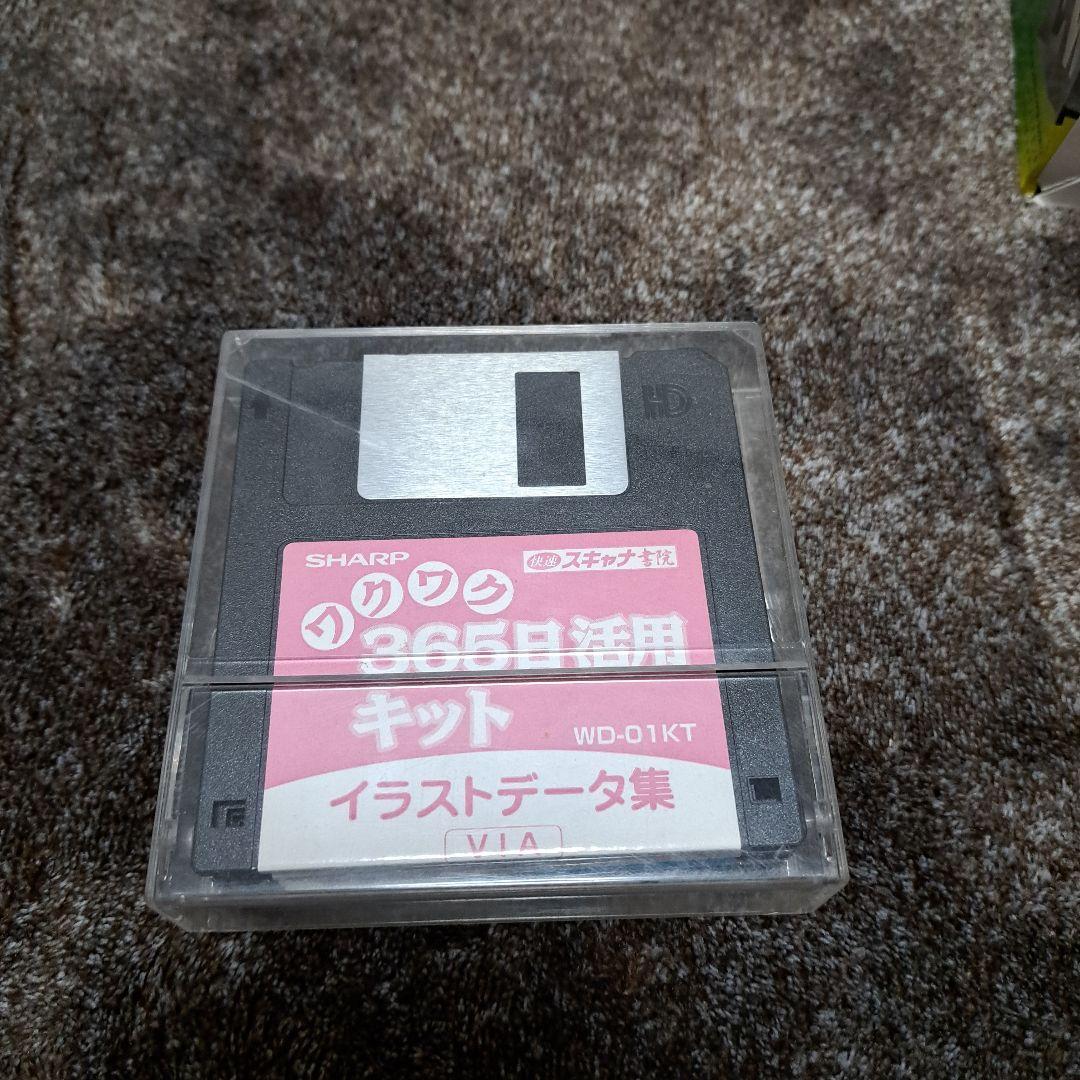 HD
SHARP
快速 スキャナ書院
ワクワク
365日活用
キット
WD-01KT
イラストデータ集
VIA